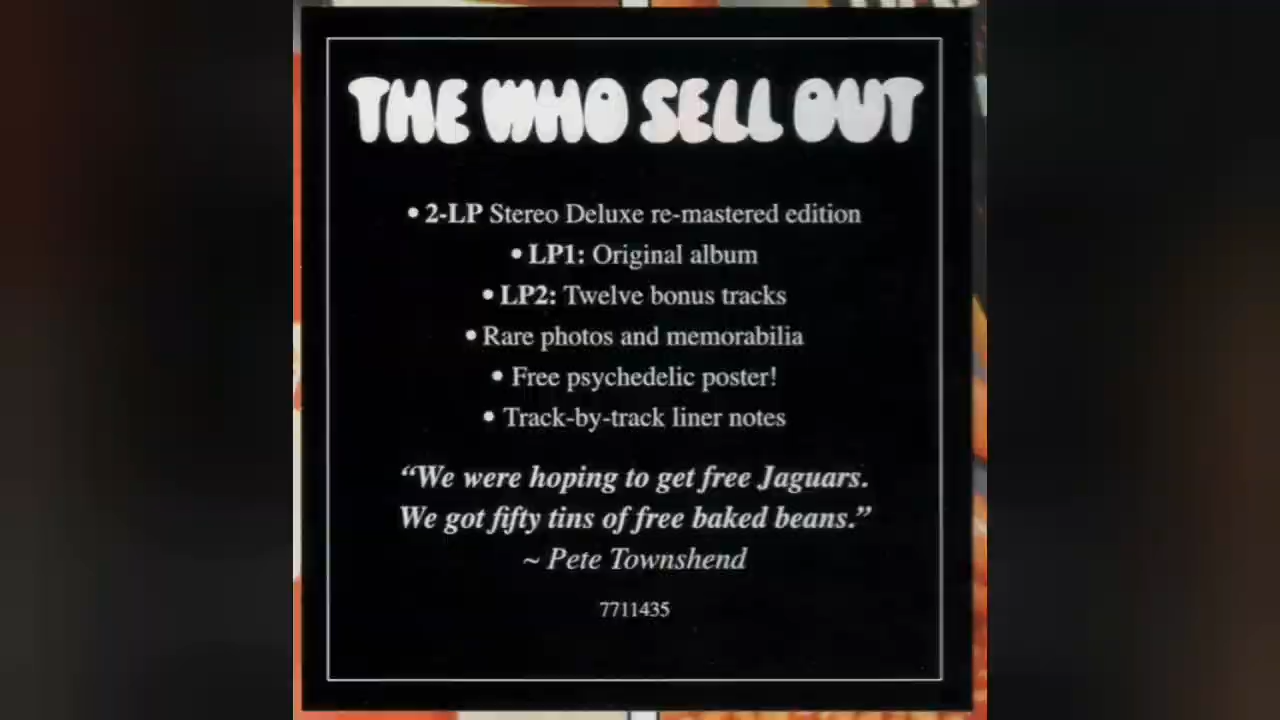 THE WHO SELL OUT
• 2-LP Stereo Deluxe re-mastered edition
• LP1: Original album
• LP2: Twelve bonus tracks
• Rare photos and memorabilia
• Free psychedelic poster!
• Track-by-track liner notes
“We were hoping to get free Jaguars.
We got fifty tins of free baked beans.”
~ Pete Townshend
7711435